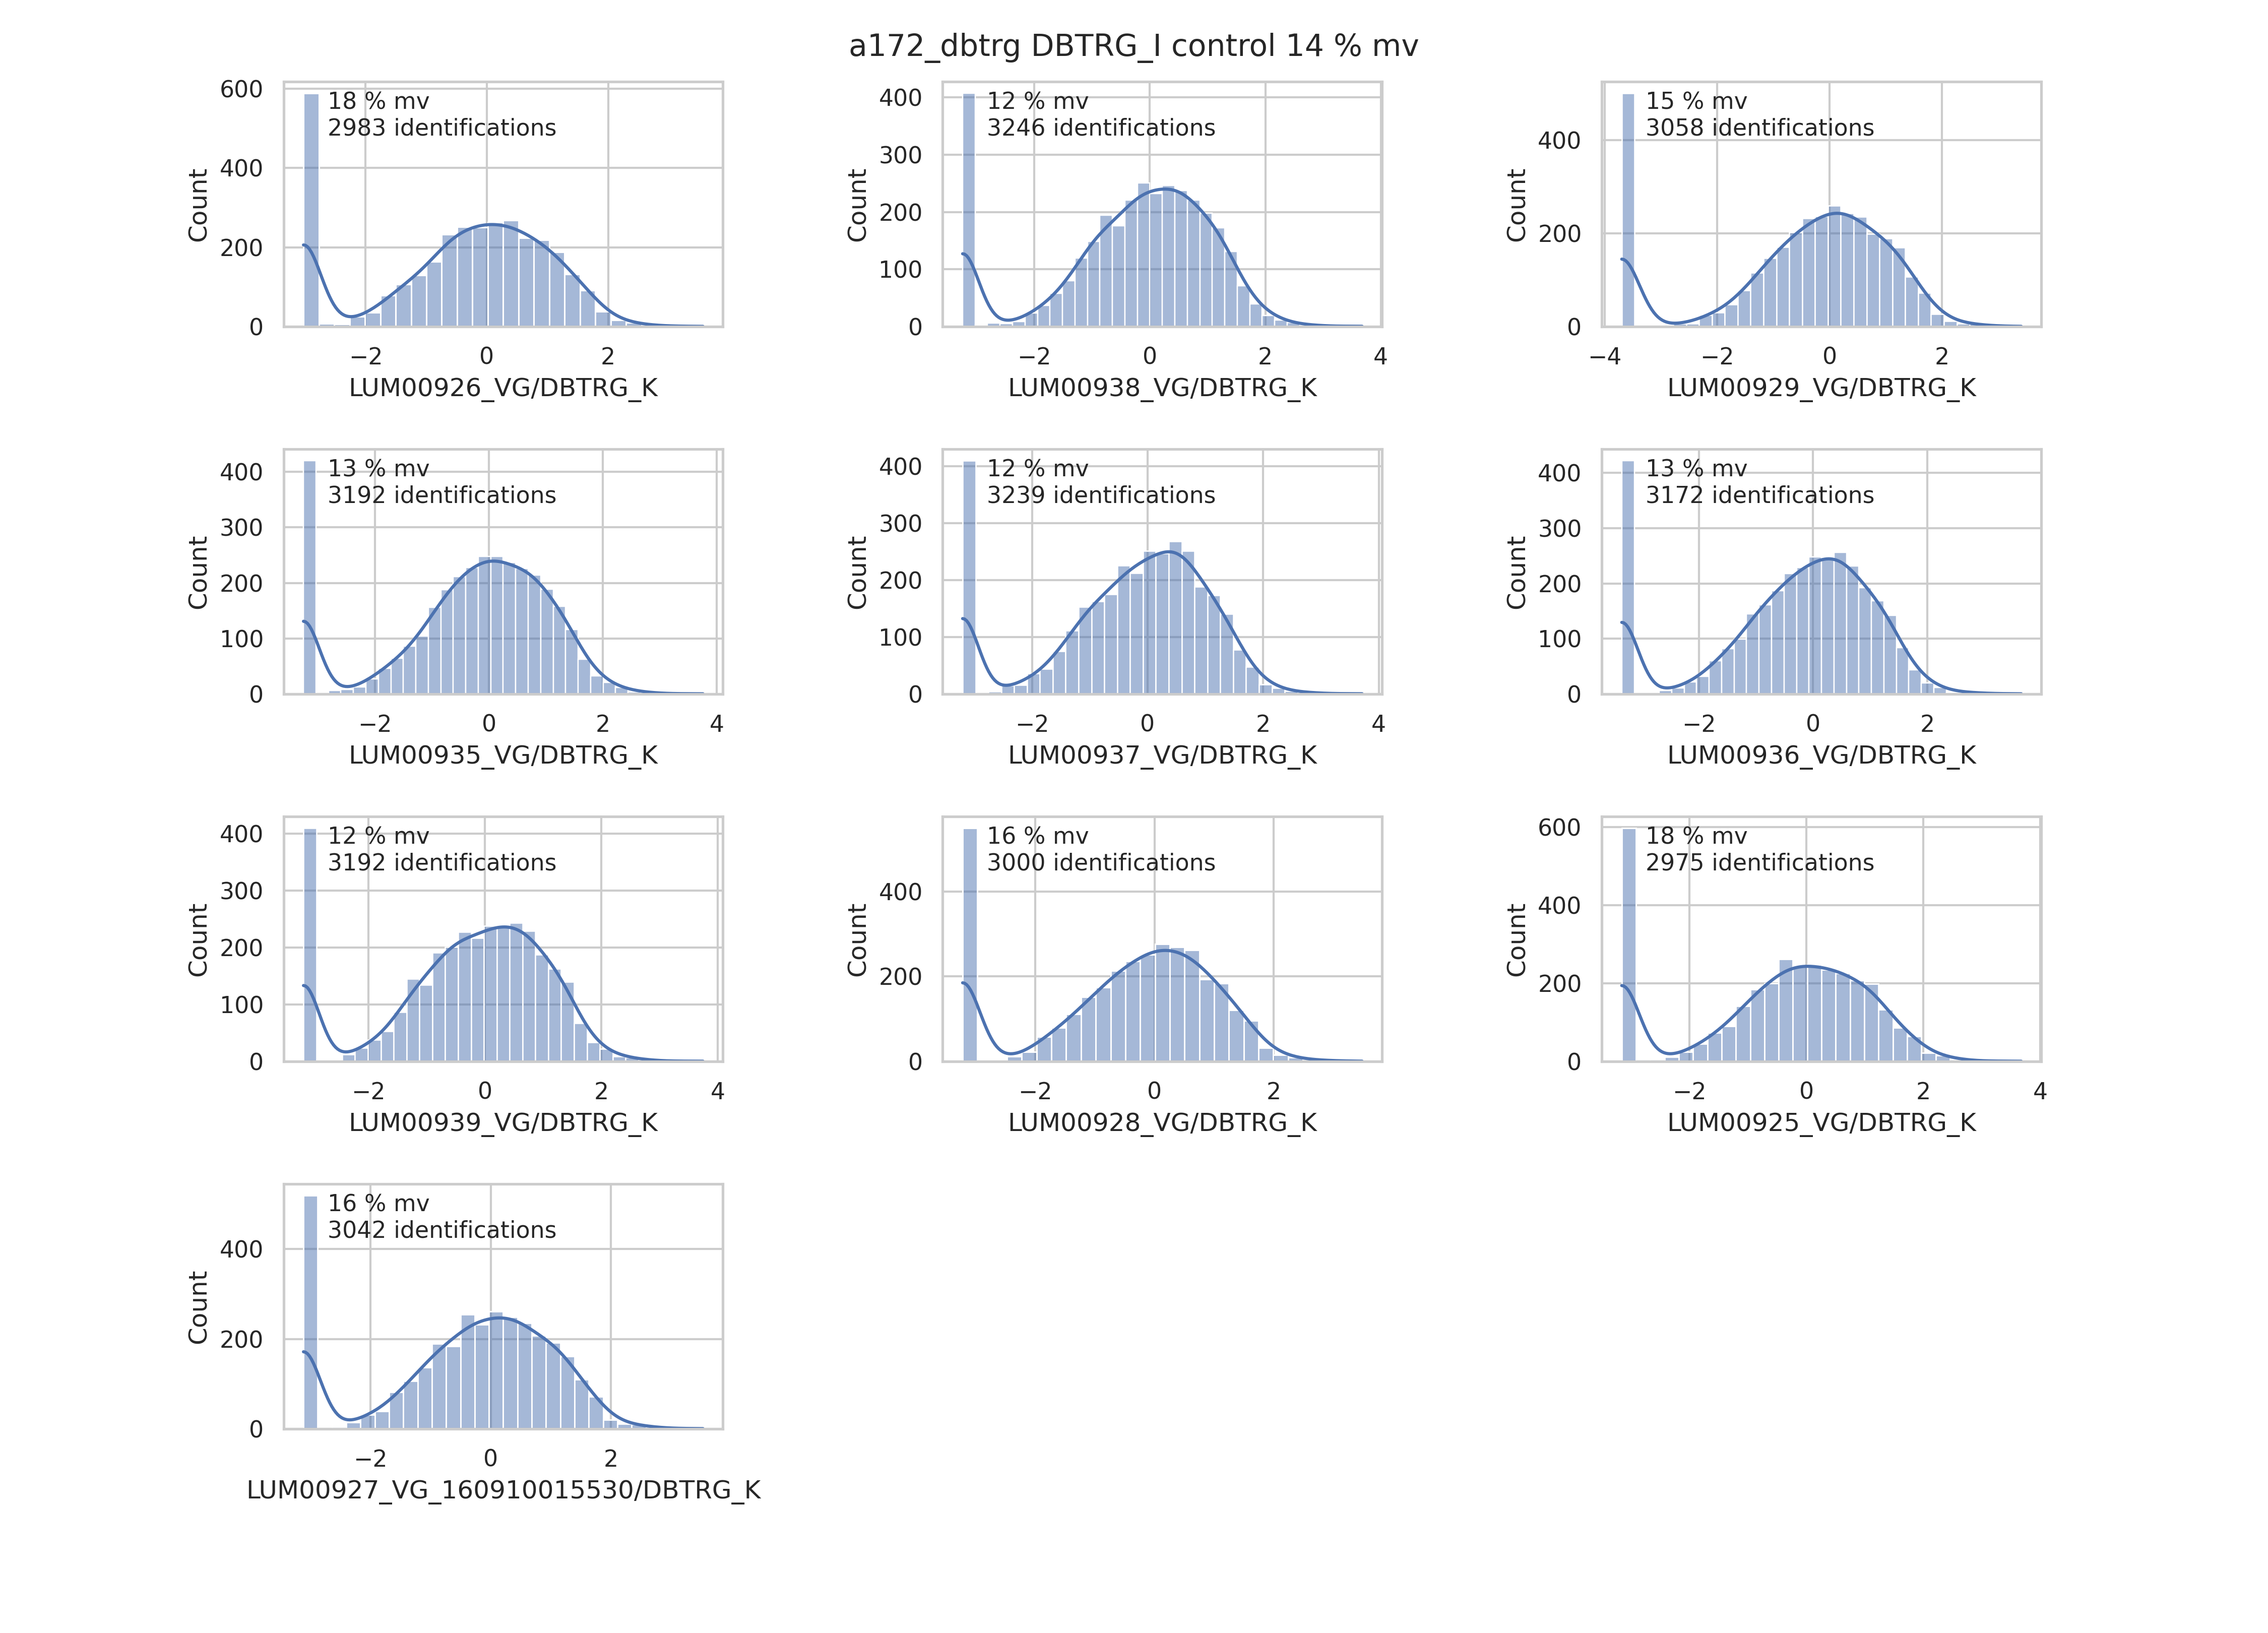 a172_dbtrg DBTRG_I control 14 % mv
600
400
200
0
Count
18 % mv
2983 identifications
−2 0 2
LUM00926_VG/DBTRG_K
400
300
200
100
0
Count
12 % mv
3246 identifications
−2 0 2 4
LUM00938_VG/DBTRG_K
400
200
0
Count
15 % mv
3058 identifications
−4 −2 0 2
LUM00929_VG/DBTRG_K
400
300
200
100
0
Count
13 % mv
3192 identifications
−2 0 2 4
LUM00935_VG/DBTRG_K
400
300
200
100
0
Count
12 % mv
3239 identifications
−2 0 2 4
LUM00937_VG/DBTRG_K
400
300
200
100
0
Count
13 % mv
3172 identifications
−2 0 2
LUM00936_VG/DBTRG_K
400
300
200
100
0
Count
12 % mv
3192 identifications
−2 0 2 4
LUM00939_VG/DBTRG_K
400
200
0
Count
16 % mv
3000 identifications
−2 0 2
LUM00928_VG/DBTRG_K
600
400
200
0
Count
18 % mv
2975 identifications
−2 0 2 4
LUM00925_VG/DBTRG_K
400
200
0
Count
16 % mv
3042 identifications
−2 0 2
LUM00927_VG_160910015530/DBTRG_K